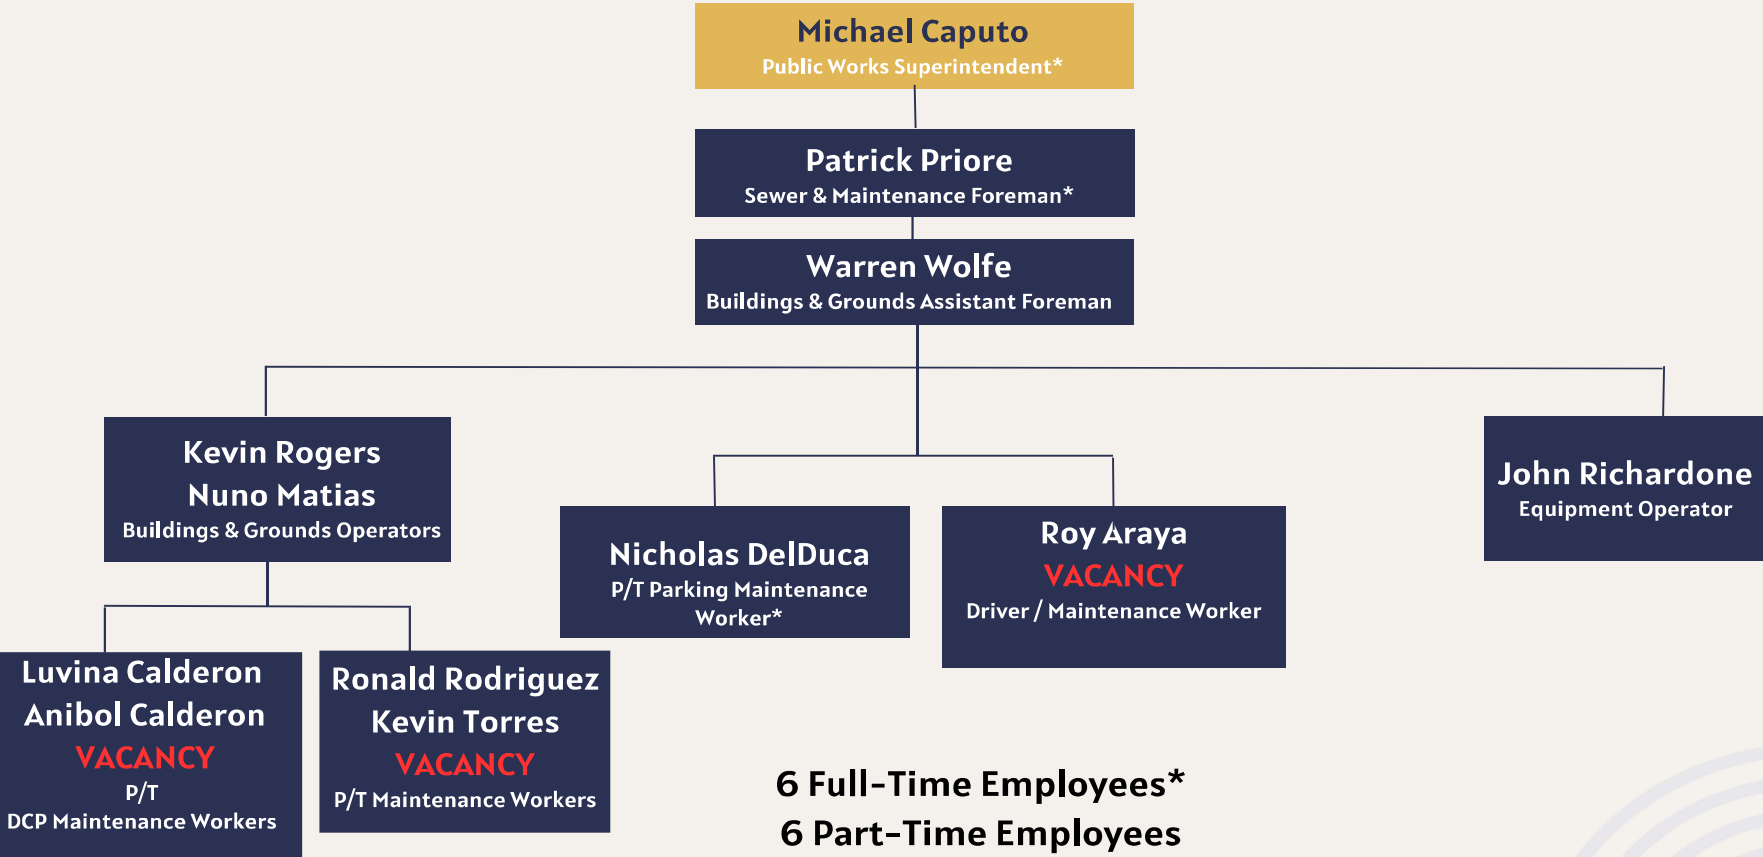 Michael Caputo
Public Works Superintendent*
Patrick Priore
Sewer & Maintenance Foreman*
Warren Wolfe
Buildings & Grounds Assistant Foreman
Kevin Rogers
Nuno Matias
Buildings & Grounds Operators
Nicholas DelDuca
P/T Parking Maintenance
Worker*
Roy Araya
VACANCY
Driver / Maintenance Worker
John Richardone
Equipment Operator
Luvina Calderon
Anibol Calderon
VACANCY
P/T
DCP Maintenance Workers
Ronald Rodriguez
Kevin Torres
VACANCY
P/T Maintenance Workers
6 Full-Time Employees*
6 Part-Time Employees